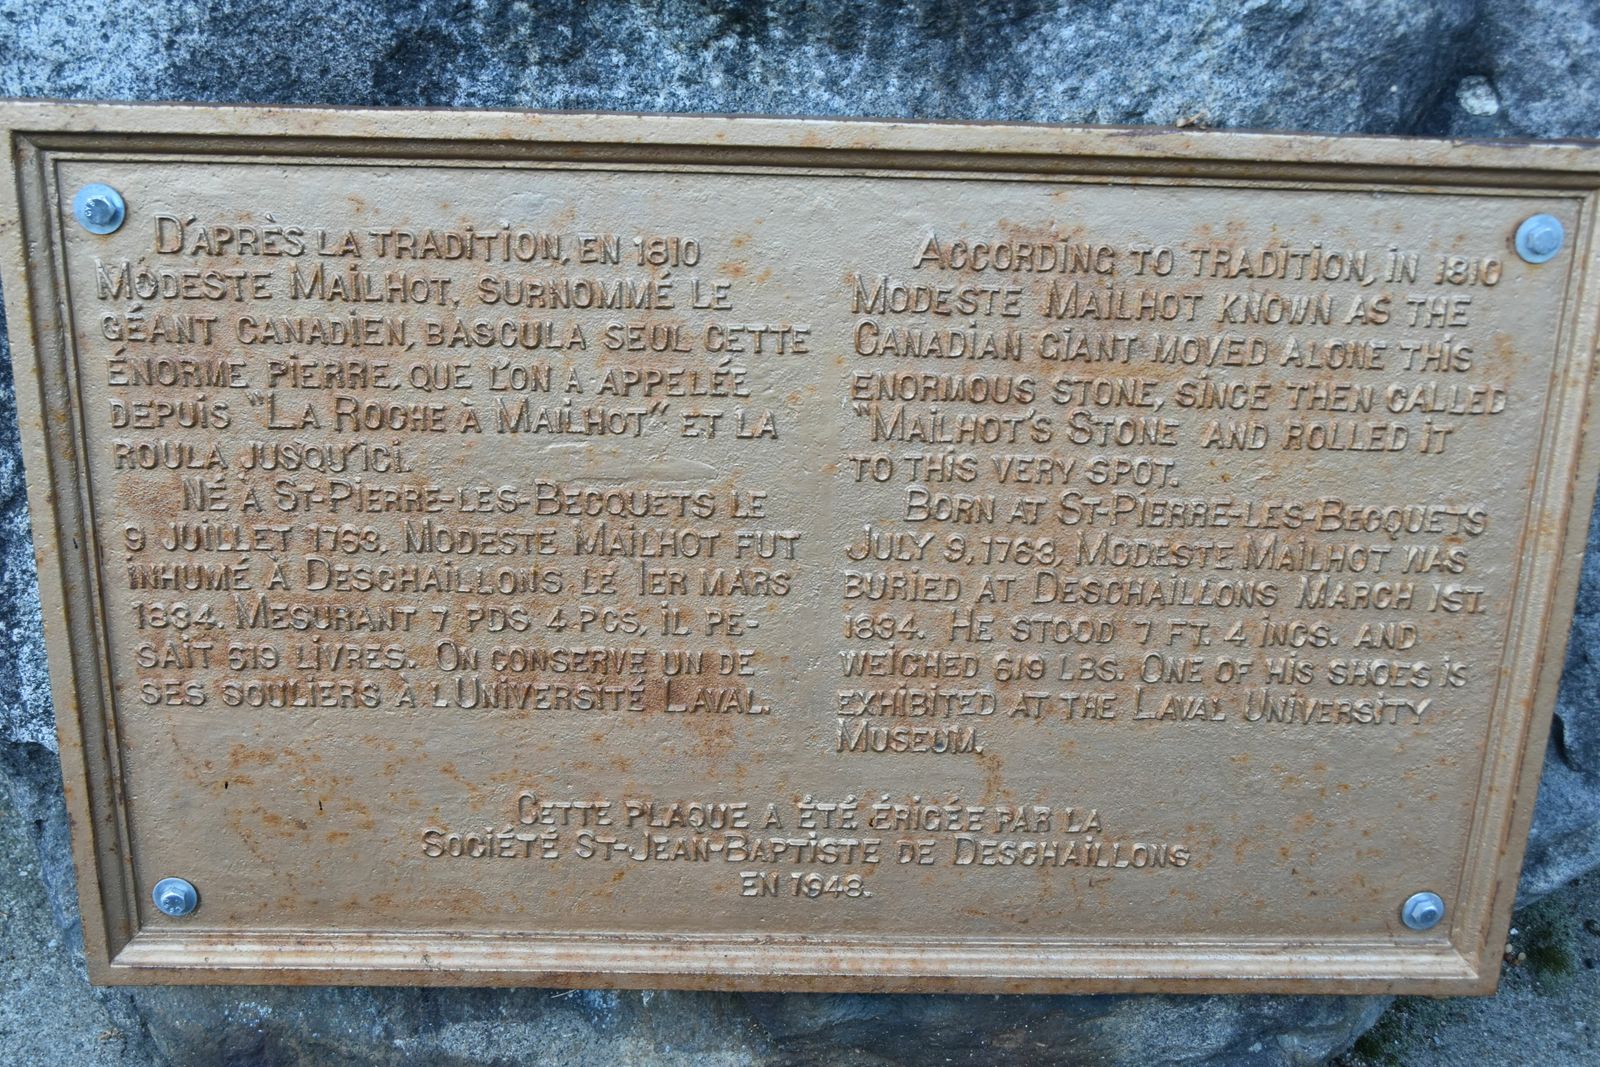 D'APRÈS LA TRADITION, EN 1810
MODESTE MAILHOT, SURNOMMÉ LE
GÉANT CANADIEN, BASCULA SEUL CETTE
ÉNORME PIERRE, QUE L'ON A APPELÉE
DEPUIS "LA ROCHE À MAILHOT" ET LA
ROULA JUSQU'ICI.
NÉ À ST-PIERRE-LES-BECQUETS LE
9 JUILLET 1763, MODESTE MAILHOT FUT
INHUMÉ À DESCHAILLONS LE 1ER MARS
1834. MESURANT 7 PDS 4 PCS, IL PE-
SAIT 619 LIVRES. ON CONSERVE UN DE
SES SOULIERS À L'UNIVERSITÉ LAVAL.
ACCORDING TO TRADITION, IN 1810
MODESTE MAILHOT KNOWN AS THE
CANADIAN GIANT MOVED ALONE THIS
ENORMOUS STONE, SINCE THEN CALLED
"MAILHOT'S STONE AND ROLLED IT
TO THIS VERY SPOT.
BORN AT ST-PIERRE-LES-BECQUETS
JULY 9, 1763, MODESTE MAILHOT WAS
BURIED AT DESCHAILLONS MARCH 1ST.
1834. HE STOOD 7 FT. 4 INCS. AND
WEIGHED 619 LBS. ONE OF HIS SHOES IS
EXHIBITED AT THE LAVAL UNIVERSITY
MUSEUM.
CETTE PLAQUE A ÉTÉ ÉRIGÉE PAR LA
SOCIÉTÉ ST-JEAN-BAPTISTE DE DESCHAILLONS
EN 1948.